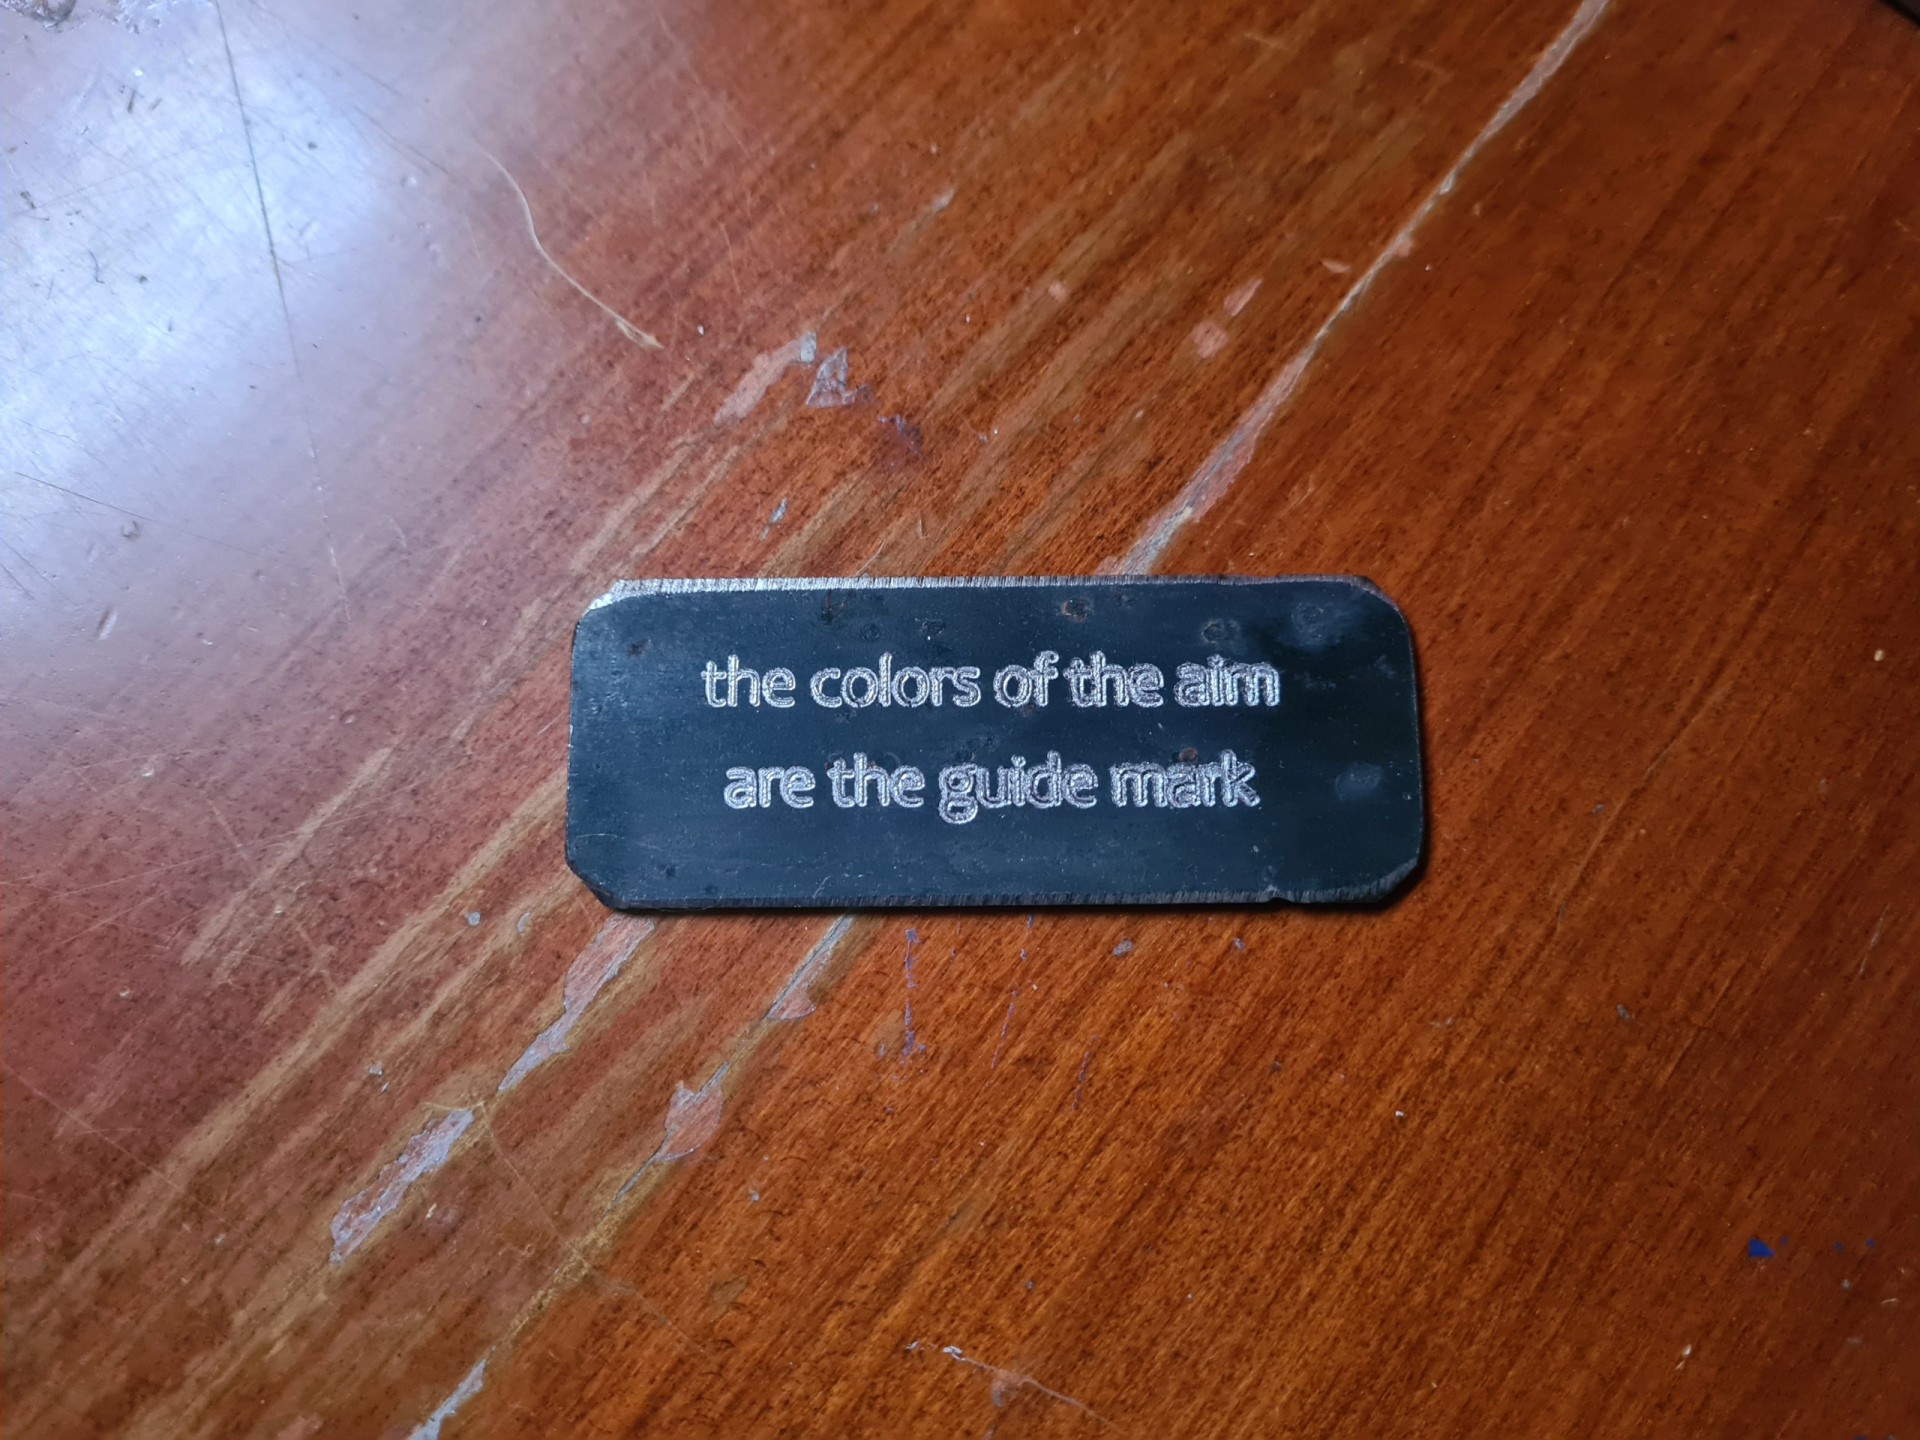 the colors of the aim
are the guide mark